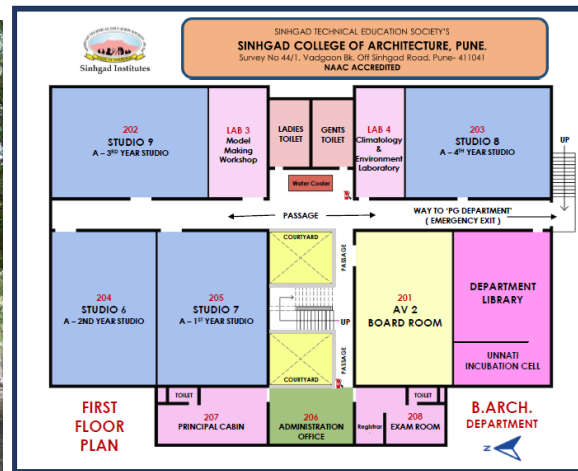 SINHGAD TECHNICAL EDUCATION SOCIETY'S
SINHGAD COLLEGE OF ARCHITECTURE, PUNE.
Survey No 44/1, Vadgaon Bk, Off Sinhgad Road, Pune- 411041
NAAC ACCREDITED
Sinhgad Institutes
202
STUDIO 9
A – 3RD YEAR STUDIO
LAB 3
Model
Making
Workshop
LADIES
TOILET
GENTS
TOILET
LAB 4
Climatology
&
Environment
Laboratory
203
STUDIO 8
A – 4TH YEAR STUDIO
UP
Water Cooler
PASSAGE
WAY TO 'PG DEPARTMENT'
( EMERGENCY EXIT )
204
STUDIO 6
A – 2ND YEAR STUDIO
205
STUDIO 7
A – 1ST YEAR STUDIO
COURTYARD
PASSAGE
UP
PASSAGE
COURTYARD
201
AV 2
BOARD ROOM
DEPARTMENT
LIBRARY
UNNATI
INCUBATION CELL
FIRST
FLOOR
PLAN
TOILET
207
PRINCIPAL CABIN
206
ADMINISTRATION
OFFICE
Registrar
TOILET
208
EXAM ROOM
B.ARCH.
DEPARTMENT
N